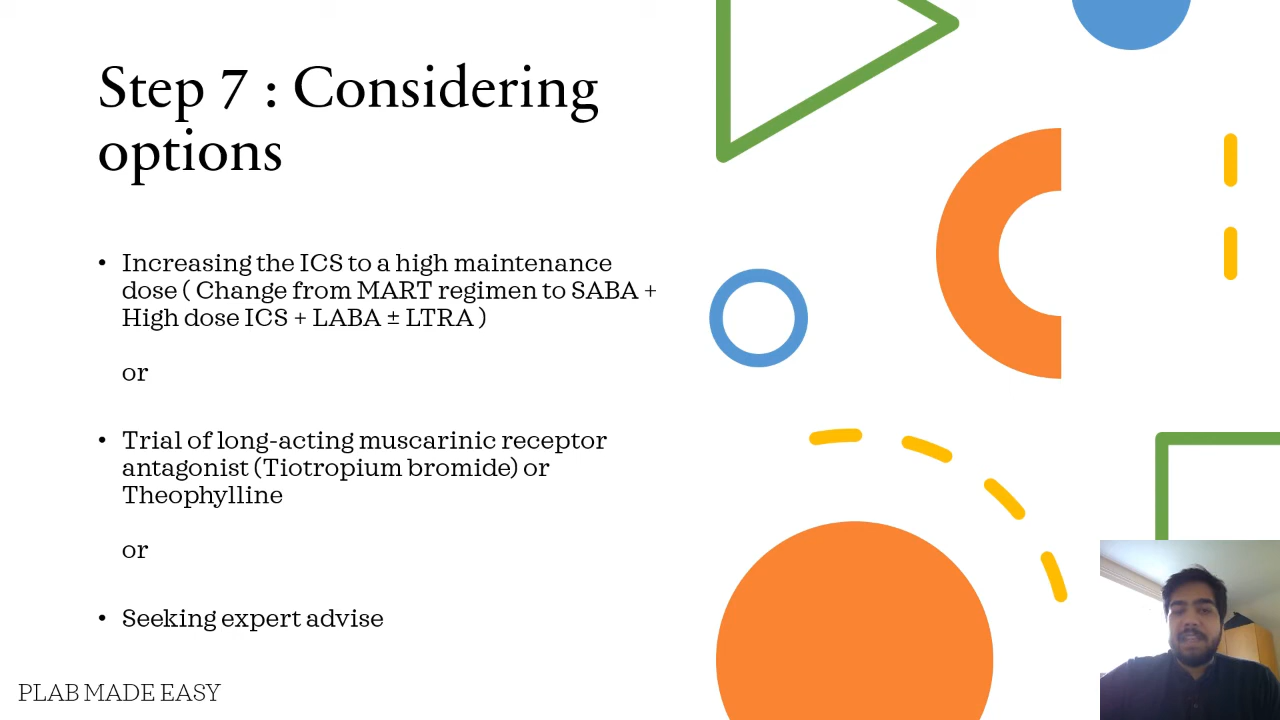 Step 7 : Considering
options
• Increasing the ICS to a high maintenance
dose ( Change from MART regimen to SABA +
High dose ICS + LABA ± LTRA )
or
• Trial of long-acting muscarinic receptor
antagonist (Tiotropium bromide) or
Theophylline
or
• Seeking expert advise
PLAB MADE EASY